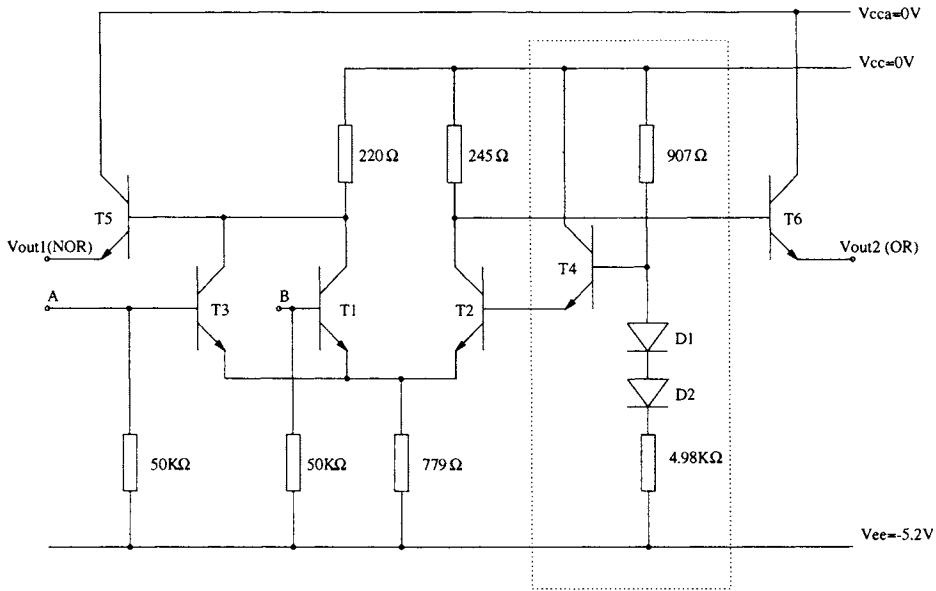 Vcca=0V
Vcc=0V
220Ω
245Ω
907Ω
T5
T6
Vout1(NOR)
Vout2 (OR)
T4
A
B
T3
T1
T2
D1
D2
50KΩ
50KΩ
779Ω
4.98KΩ
Vee=-5.2V